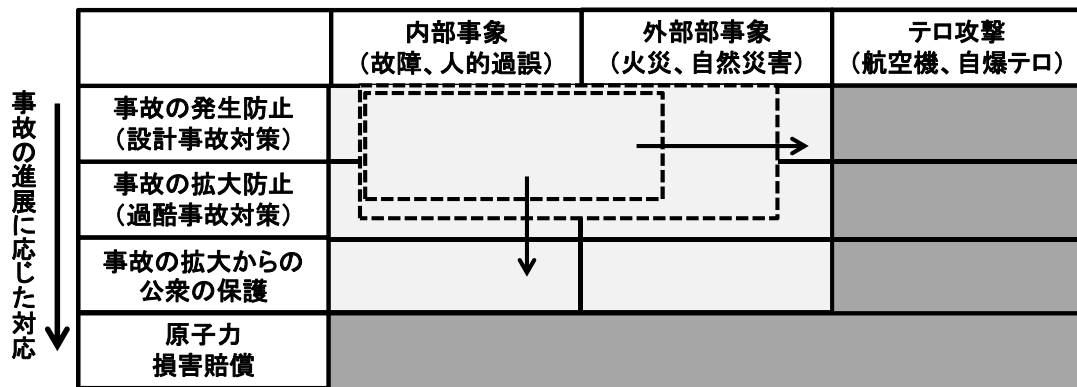 内部事象
（故障、人的過誤）
外部部事象
（火災、自然災害）
テロ攻撃
（航空機、自爆テロ）
事故の進展に応じた対応
事故の発生防止
（設計事故対策）
事故の拡大防止
（過酷事故対策）
事故の拡大からの
公衆の保護
原子力
損害賠償